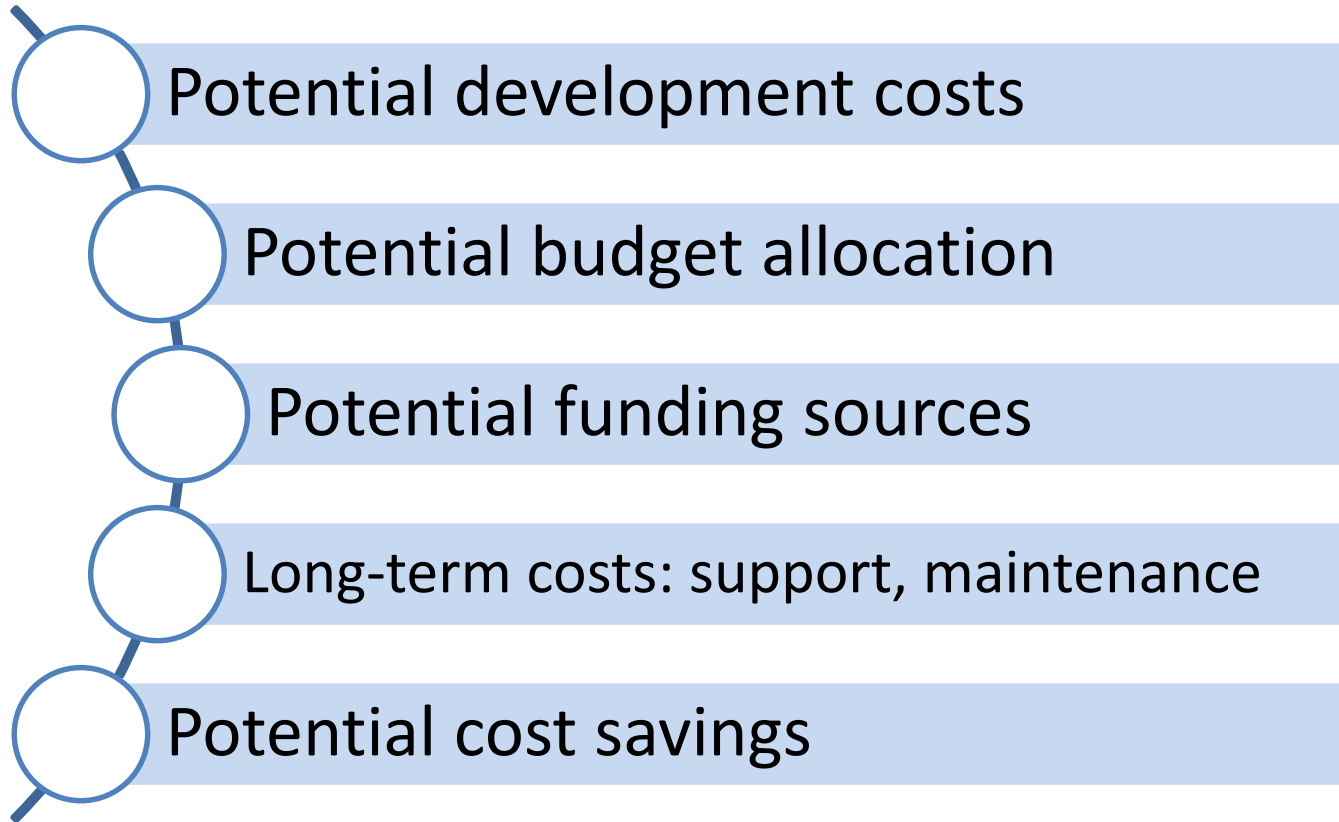 Potential development costs
Potential budget allocation
Potential funding sources
Long-term costs: support, maintenance
Potential cost savings